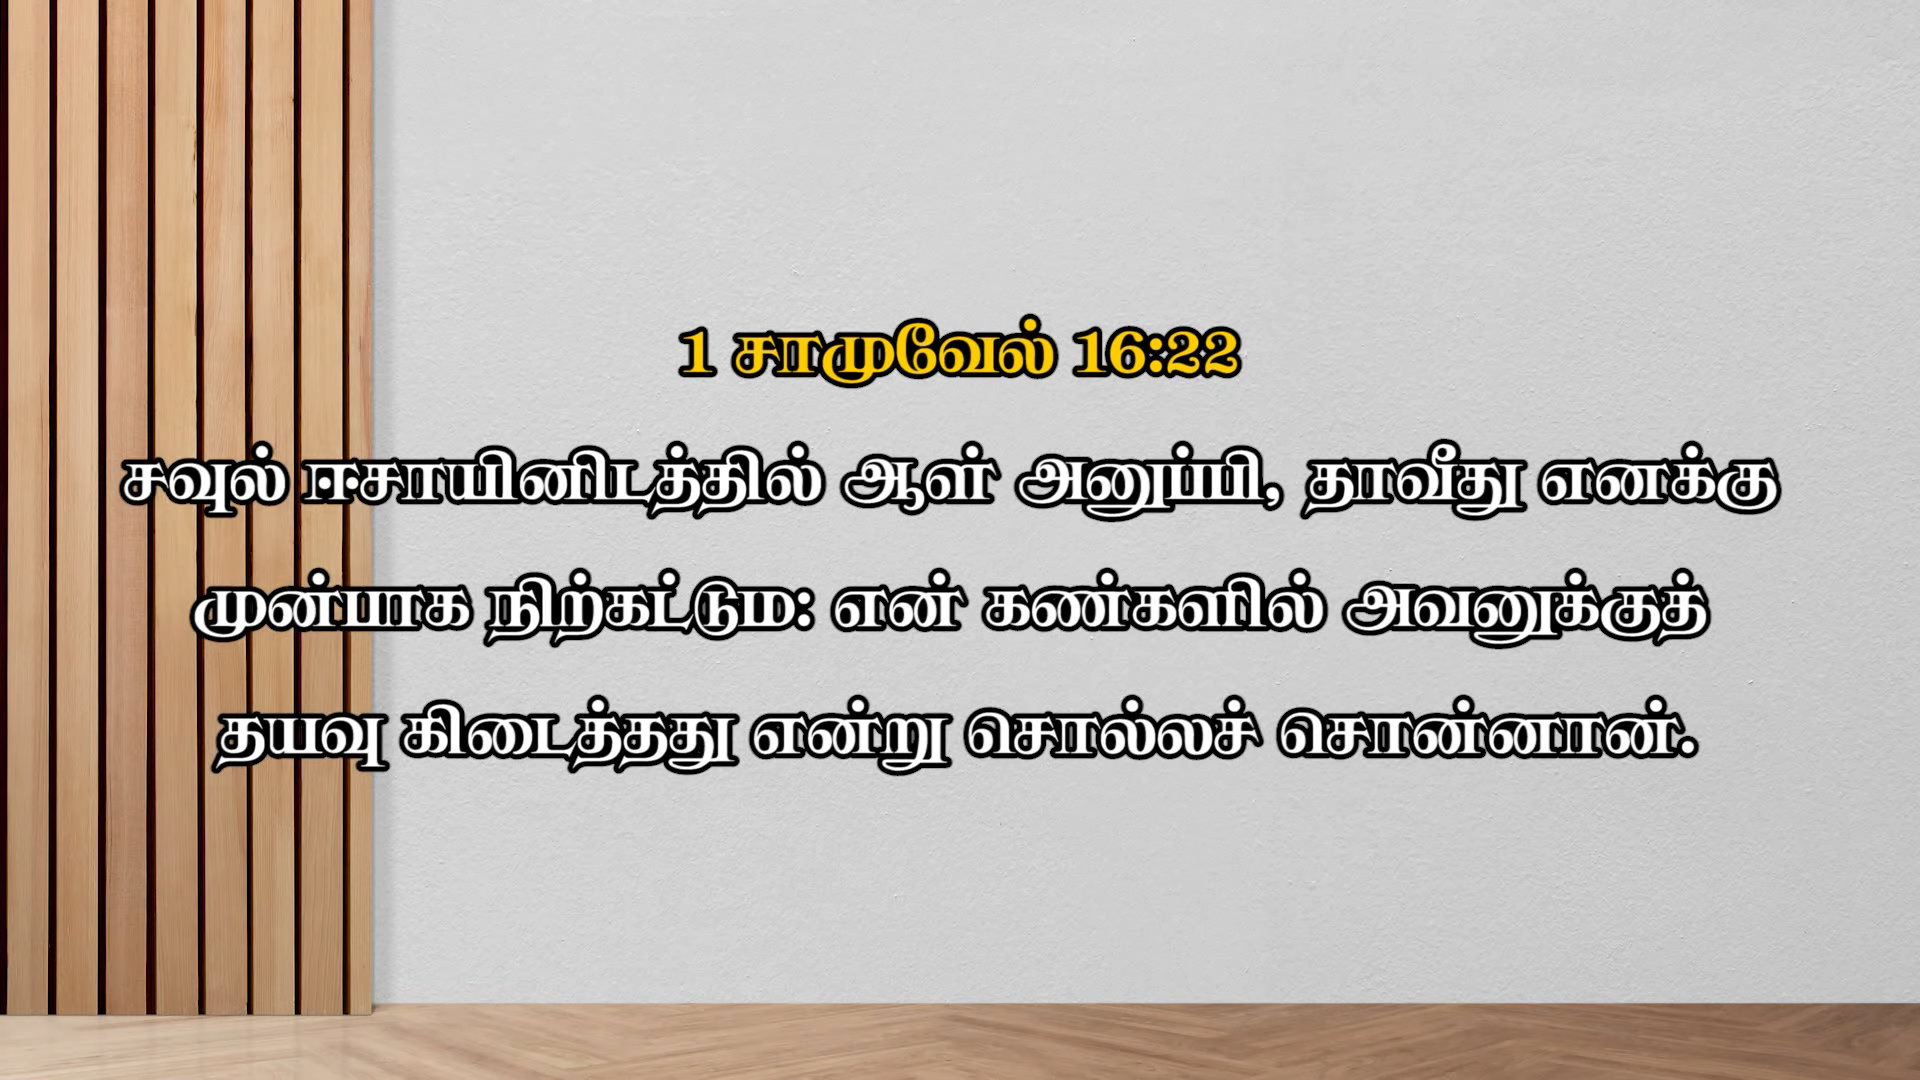 1 சாமுவேல் 16:22
சவுல் ஈசாயினிடத்தில் ஆள் அனுப்பி, தாவீது எனக்கு
முன்பாக நிற்கட்டும: என் கண்களில் அவனுக்குத்
தயவு கிடைத்தது என்று சொல்லச் சொன்னான்.